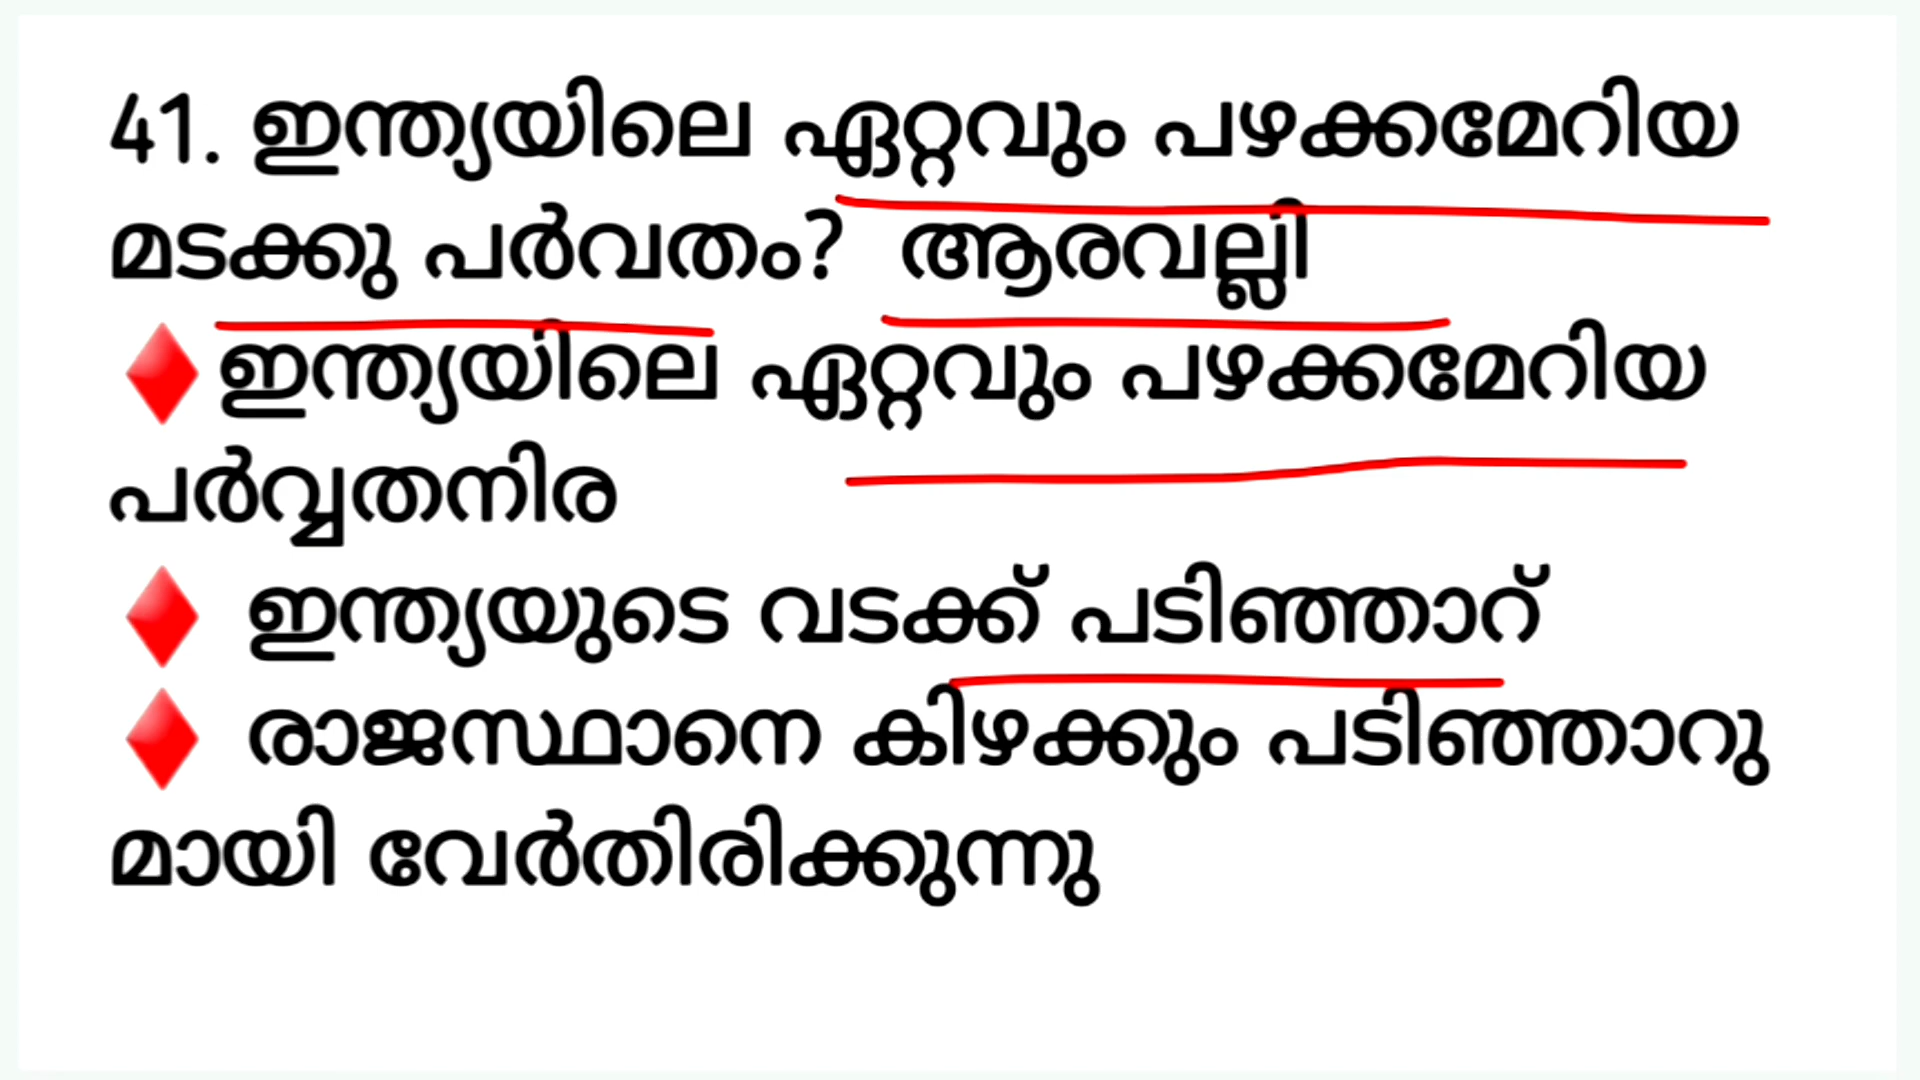 41. ഇന്ത്യയിലെ ഏറ്റവും പഴക്കമേറിയ
മടക്കു പർവതം? ആരവല്ലി
♦ഇന്ത്യയിലെ ഏറ്റവും പഴക്കമേറിയ
പർവ്വതനിര
♦ ഇന്ത്യയുടെ വടക്ക് പടിഞ്ഞാറ്
♦ രാജസ്ഥാനെ കിഴക്കും പടിഞ്ഞാറു
മായി വേർതിരിക്കുന്നു